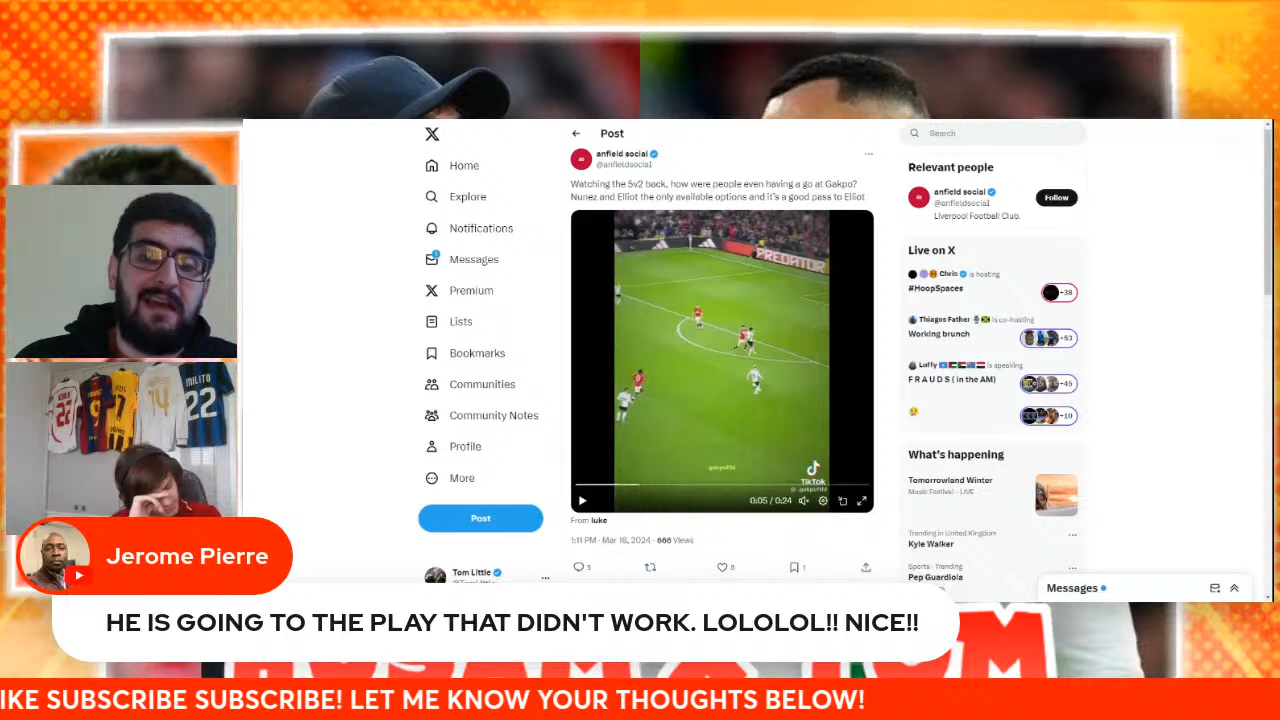 Home
Explore
Notifications
Messages
Premium
Lists
Bookmarks
Communities
Community Notes
Profile
More
Post
Tom Little
Post
anfield social
@anfieldsocial
Watching the 5v2 back, how were people even having a go at Gakpo?
Nunez and Elliot the only available options and it's a good pass to Elliot
PREDATOR
TikTok
0:05 / 0:24
From luke
1:11 PM · Mar 18, 2024 · 666 Views
5
8
1
Search
Relevant people
anfield social
@anfieldsocial
Follow
Liverpool Football Club.
Live on X
Chris is hosting
#HoopSpaces
+38
Thiagos Father is co-hosting
Working brunch
+53
Luffy is speaking
F R A U D S ( in the AM)
+45
+10
What's happening
Tomorrowland Winter
Music Festival · LIVE
Trending in United Kingdom
Kyle Walker
Sports · Trending
Pep Guardiola
Messages
MILITO
22
9
22
Jerome Pierre
HE IS GOING TO THE PLAY THAT DIDN'T WORK. LOLOLOL!! NICE!!
IKE SUBSCRIBE SUBSCRIBE! LET ME KNOW YOUR THOUGHTS BELOW!